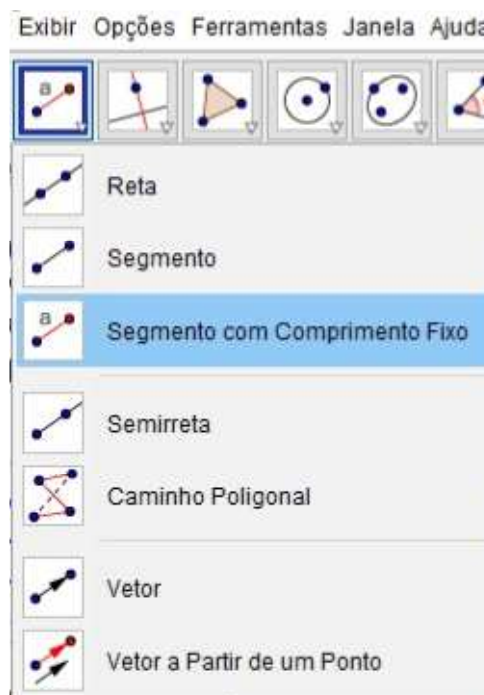 Exibir Opções Ferramentas Janela Ajuda
a
Reta
Segmento
a
Segmento com Comprimento Fixo
Semirreta
Caminho Poligonal
Vetor
Vetor a Partir de um Ponto